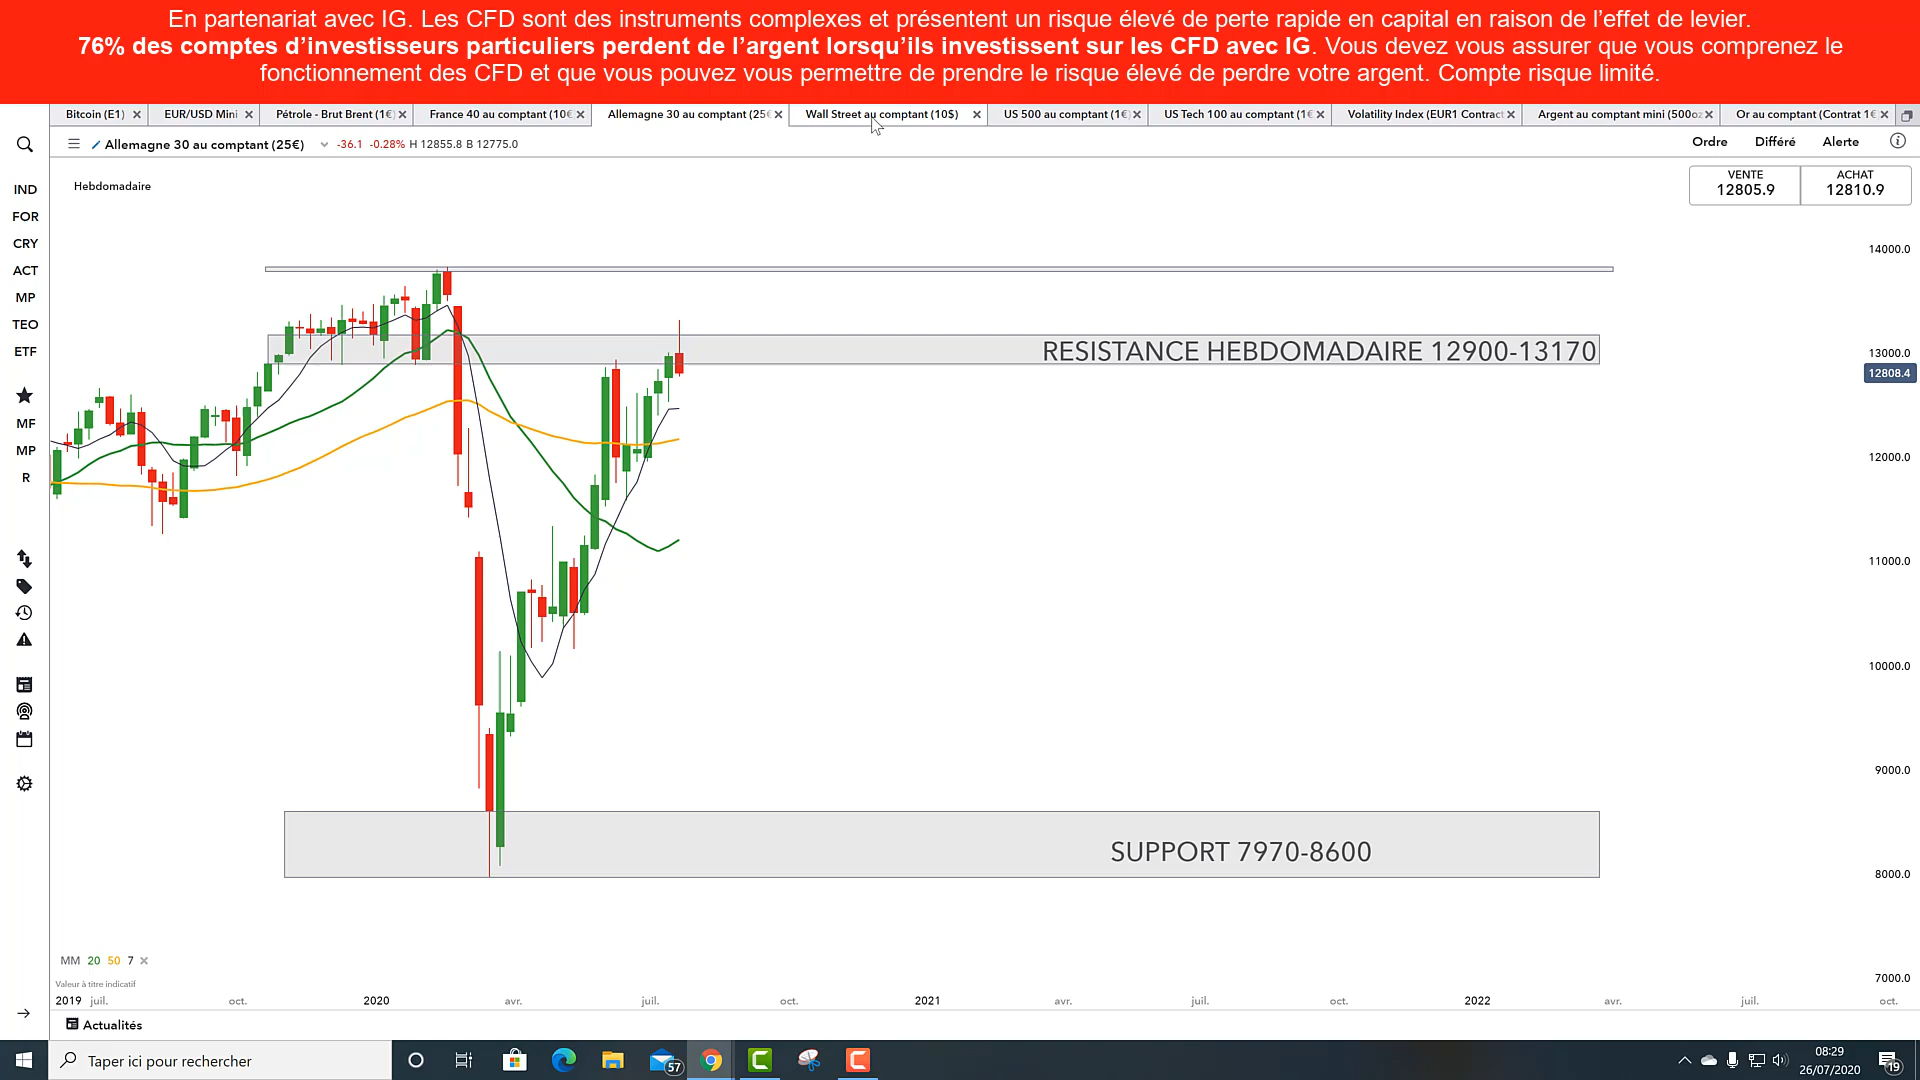 En partenariat avec IG. Les CFD sont des instruments complexes et présentent un risque élevé de perte rapide en capital en raison de l'effet de levier.
76% des comptes d'investisseurs particuliers perdent de l'argent lorsqu'ils investissent sur les CFD avec IG. Vous devez vous assurer que vous comprenez le
fonctionnement des CFD et que vous pouvez vous permettre de prendre le risque élevé de perdre votre argent. Compte risque limité.
Bitcoin (E1) EUR/USD Mini Pétrole - Brut Brent (1€) France 40 au comptant (10€ Allemagne 30 au comptant (25€ Wall Street au comptant (10$) US 500 au comptant (1€) US Tech 100 au comptant (1€ Volatility Index (EUR1 Contract Argent au comptant mini (500oz Or au comptant (Contrat 1€
Allemagne 30 au comptant (25€) -36.1 -0.28% H 12855.8 B 12775.0 Ordre Différé Alerte
Hebdomadaire
VENTE ACHAT
12805.9 12810.9
IND
FOR
CRY
ACT
MP
TEO
ETF
MF
MP
R
14000.0
RESISTANCE HEBDOMADAIRE 12900-13170
13000.0
12808.4
12000.0
11000.0
10000.0
9000.0
SUPPORT 7970-8600
8000.0
7000.0
MM 20 50 7
Valeur à titre indicatif
2019 juil. oct. 2020 avr. juil. oct. 2021 avr. juil. oct. 2022 avr. juil. oct.
Actualités
Taper ici pour rechercher
57
08:29
26/07/2020
19